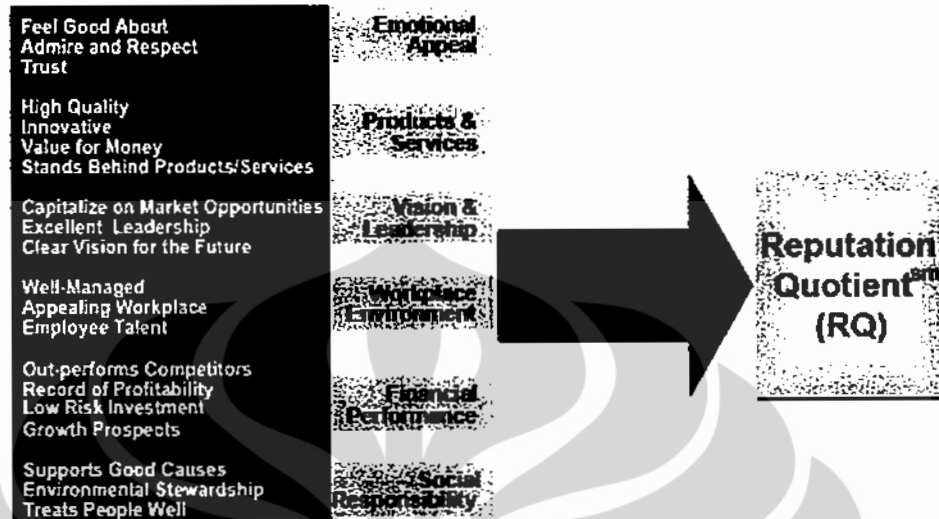 Feel Good About
Admire and Respect
Trust
Emotional
Appeal
High Quality
Innovative
Value for Money
Stands Behind Products/Services
Products &
Services
Capitalize on Market Opportunities
Excellent Leadership
Clear Vision for the Future
Vision &
Leadership
Well-Managed
Appealing Workplace
Employee Talent
Workplace
Environment
Out-performs Competitors
Record of Profitability
Low Risk Investment
Growth Prospects
Financial
Performance
Supports Good Causes
Environmental Stewardship
Treats People Well
Social
Responsibility
Reputation
Quotient sm
(RQ)